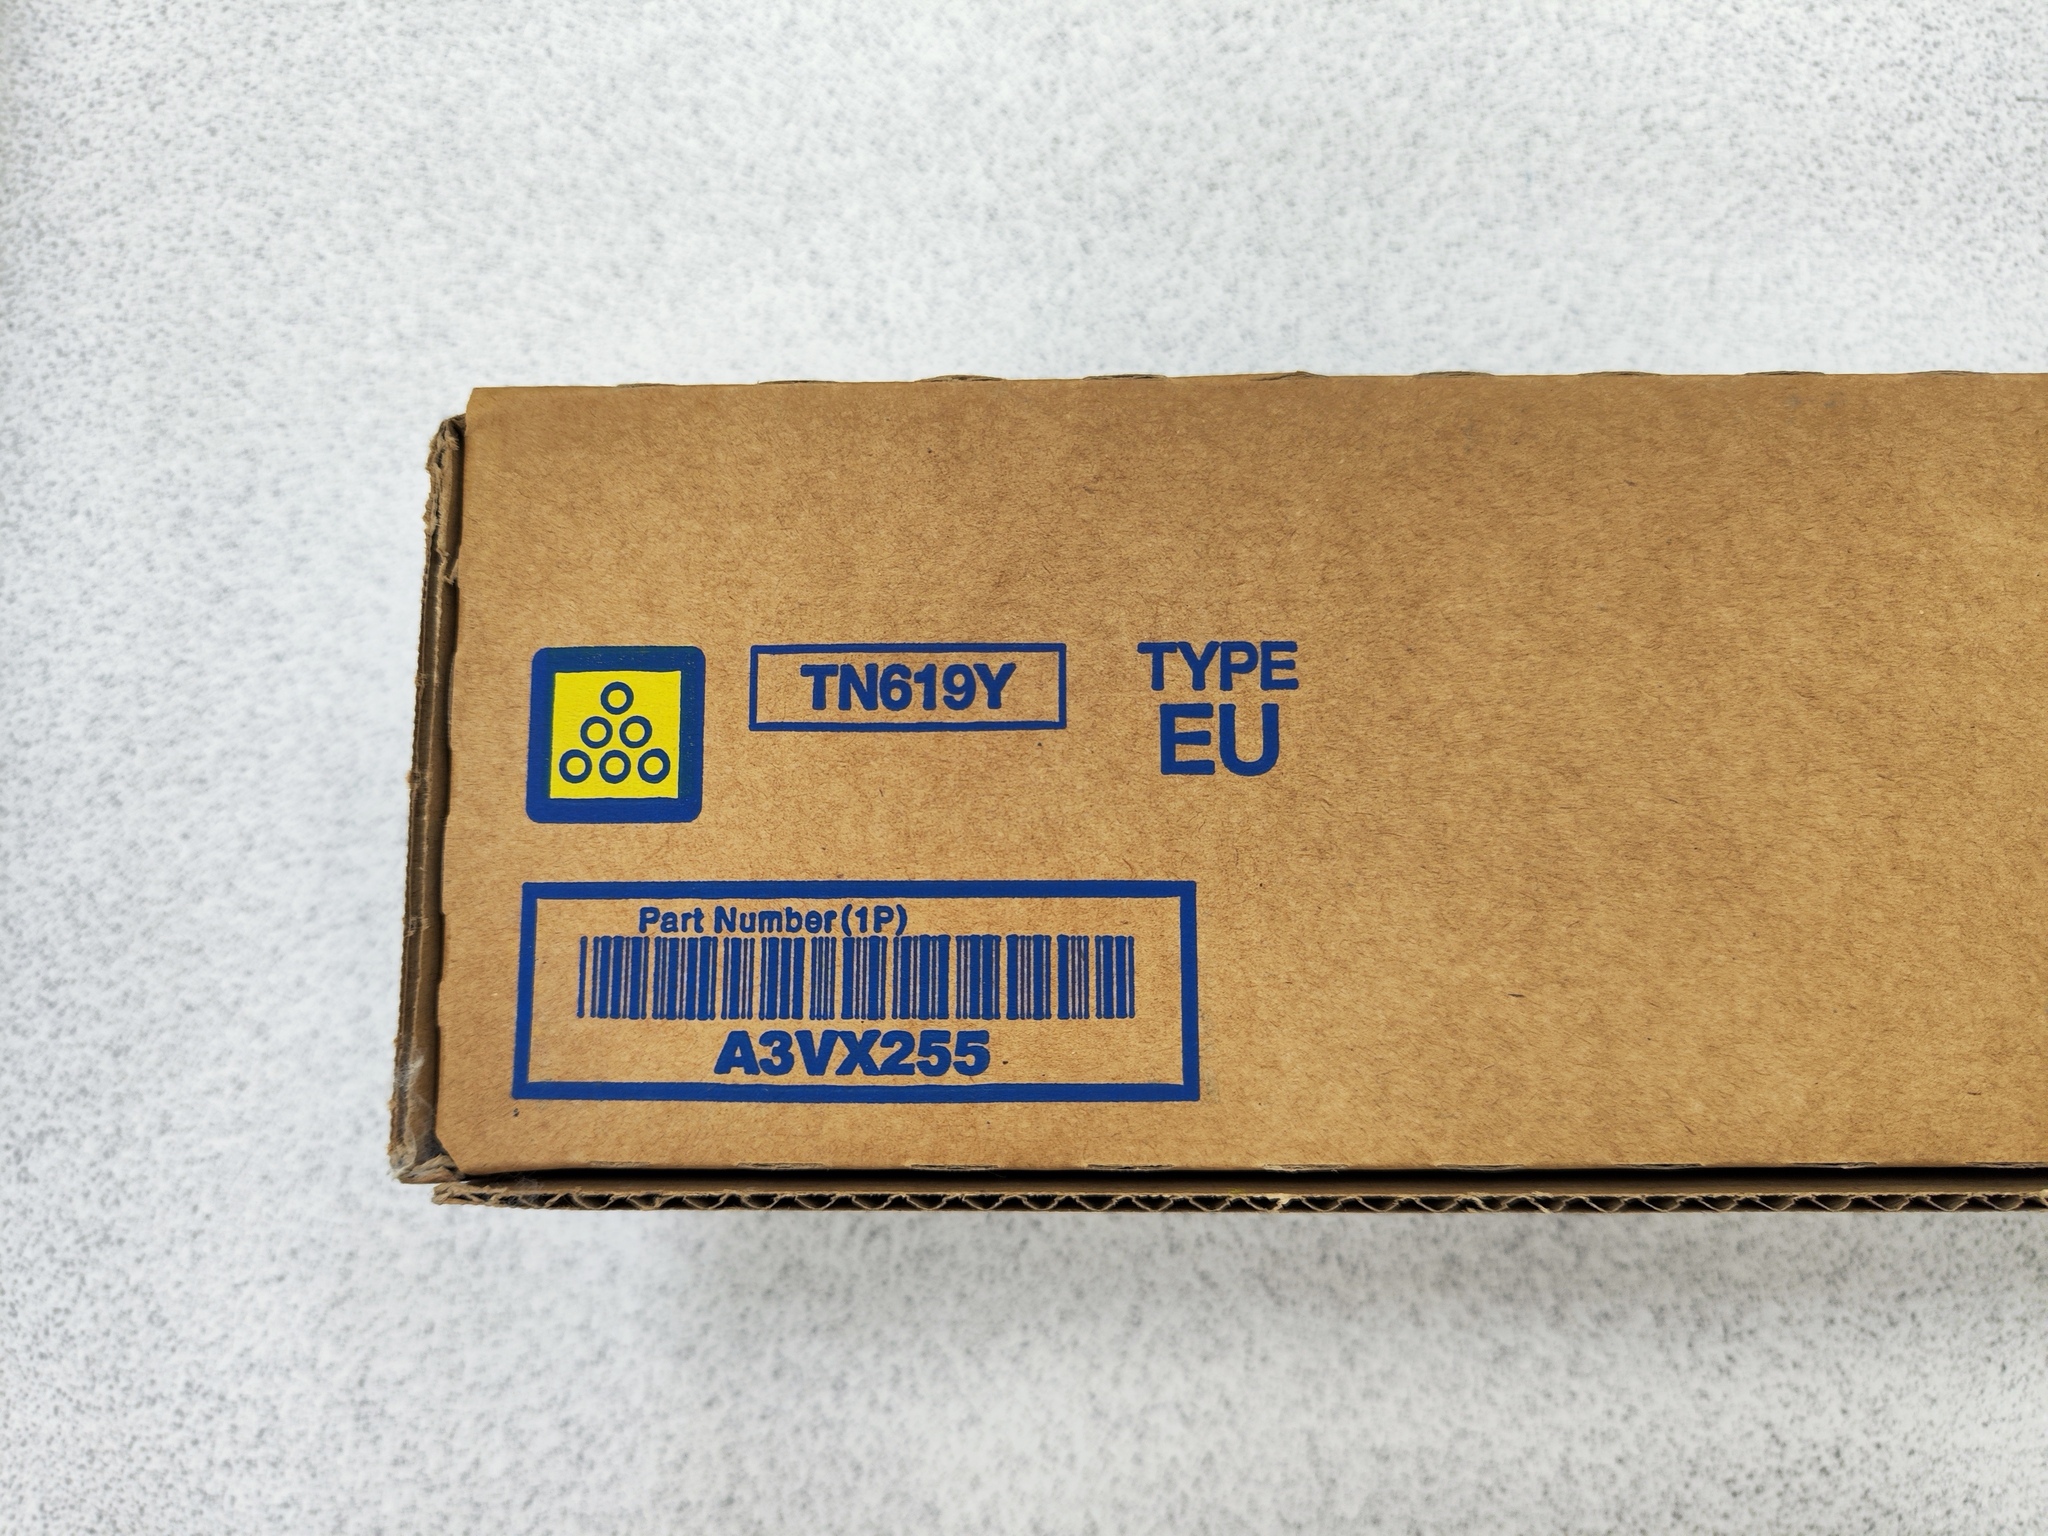 TN619Y
TYPE
EU
Part Number(1P)
A3VX255